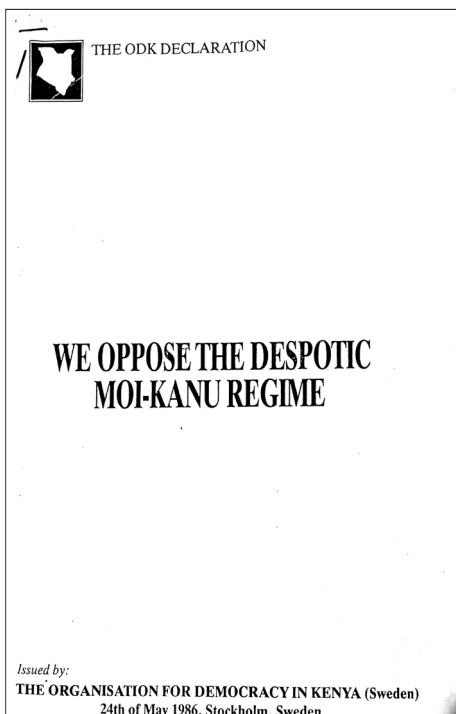 THE ODK DECLARATION
WE OPPOSE THE DESPOTIC
MOI-KANU REGIME
Issued by:
THE ORGANISATION FOR DEMOCRACY IN KENYA (Sweden)
24th of May 1986, Stockholm, Sweden